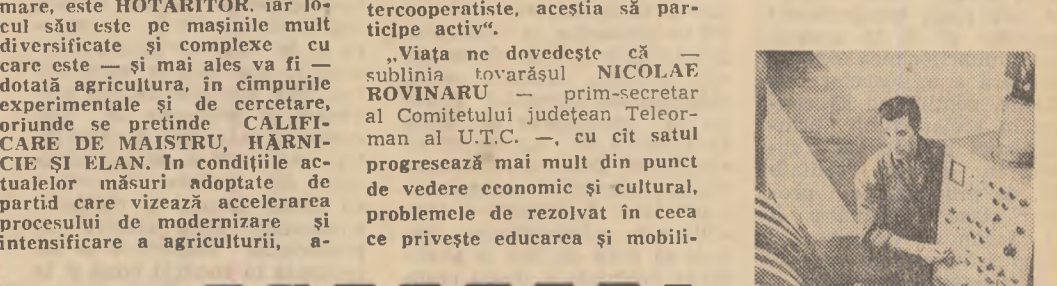 mare, este HOTĂRÎTOR, iar lo-
cul său este pe mașinile mult
diversificate și complexe cu
care este — și mai ales va fi —
dotată agricultura, în cîmpurile
experimentale și de cercetare,
oriunde se pretinde CALIFI-
CARE DE MAISTRU, HĂRNI-
CIE ȘI ELAN. In condițiile ac-
tualelor măsuri adoptate de
partid care vizează accelerarea
procesului de modernizare și
intensificare a agriculturii, a-
tercooperatiste, aceștia să par-
ticipe activ“.
„Viața ne dovedește că —
sublinia tovarășul NICOLAE
ROVINARU — prim-secretar
al Comitetului județean Teleor-
man al U.T.C. —, cu cît satul
progresează mai mult din punct
de vedere economic și cultural,
problemele de rezolvat în ceea
ce privește educarea și mobili-